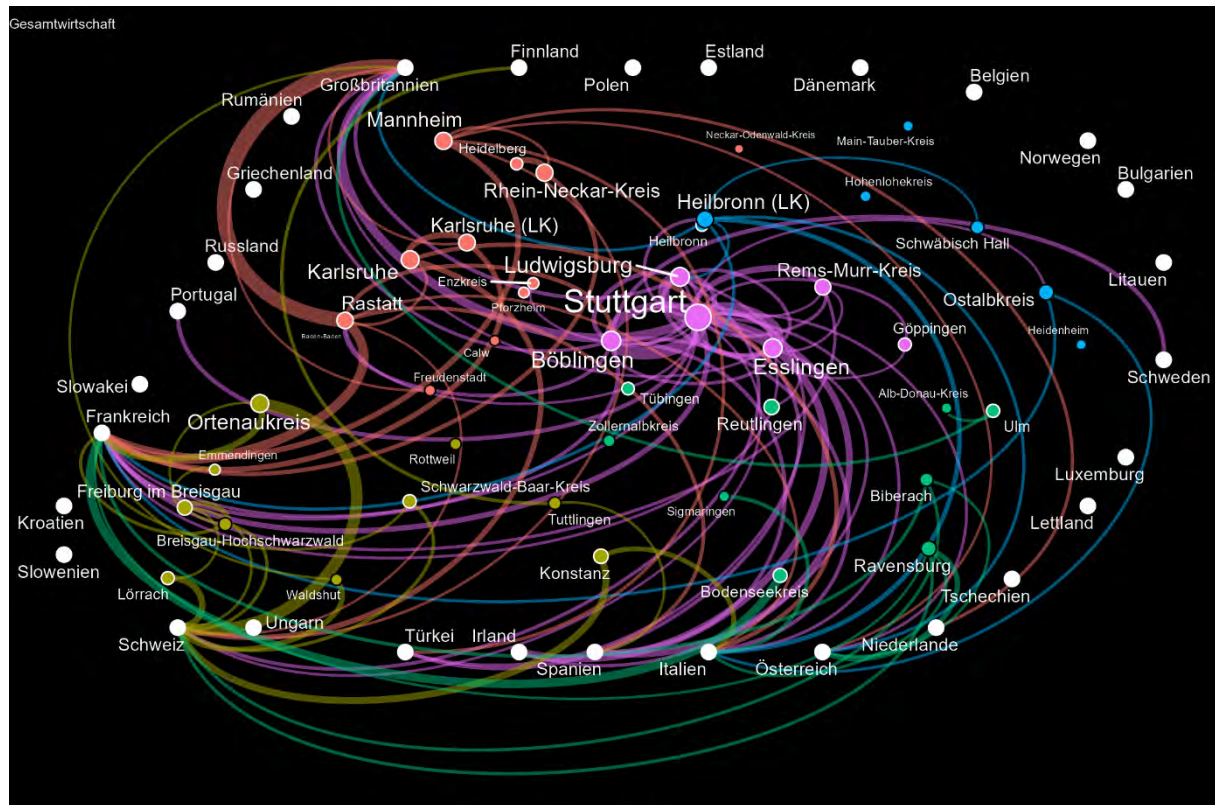 Gesamtwirtschaft
Finnland
Estland
Großbritannien
Polen
Dänemark
Belgien
Rumänien
Mannheim
Neckar-Odenwald-Kreis
Main-Tauber-Kreis
Heidelberg
Norwegen
Griechenland
Rhein-Neckar-Kreis
Hohenlohekreis
Bulgarien
Heilbronn (LK)
Karlsruhe (LK)
Heilbronn
Schwäbisch Hall
Russland
Ludwigsburg
Rems-Murr-Kreis
Karlsruhe
Enzkreis
Litauen
Portugal
Rastatt
Pforzheim
Stuttgart
Ostalbkreis
Baden-Baden
Göppingen
Heidenheim
Calw
Böblingen
Esslingen
Slowakei
Freudenstadt
Schweden
Tübingen
Alb-Donau-Kreis
Frankreich
Ortenaukreis
Zollernalbkreis
Reutlingen
Ulm
Emmendingen
Rottweil
Luxemburg
Freiburg im Breisgau
Schwarzwald-Baar-Kreis
Biberach
Kroatien
Tuttlingen
Sigmaringen
Lettland
Breisgau-Hochschwarzwald
Slowenien
Konstanz
Ravensburg
Lörrach
Waldshut
Bodenseekreis
Tschechien
Schweiz
Ungarn
Türkei
Irland
Niederlande
Spanien
Italien
Österreich